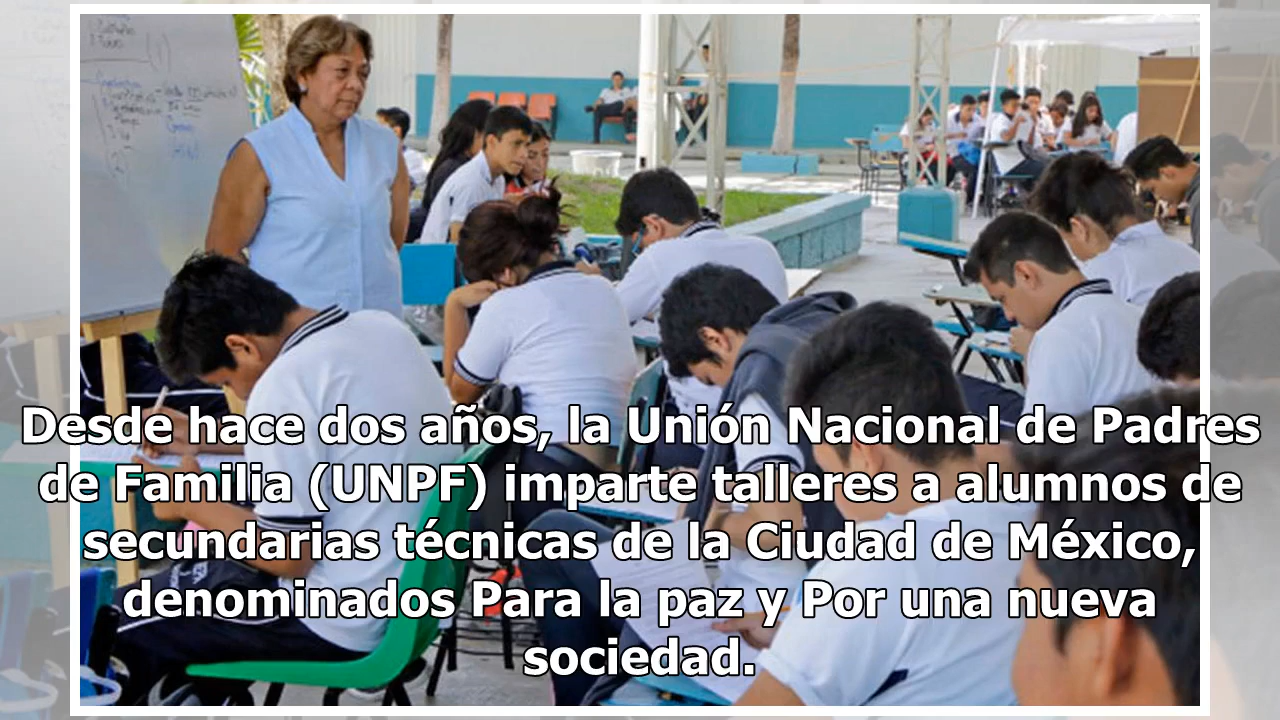 Desde hace dos años, la Unión Nacional de Padres
de Familia (UNPF) imparte talleres a alumnos de
secundarias técnicas de la Ciudad de México,
denominados Para la paz y Por una nueva
sociedad.